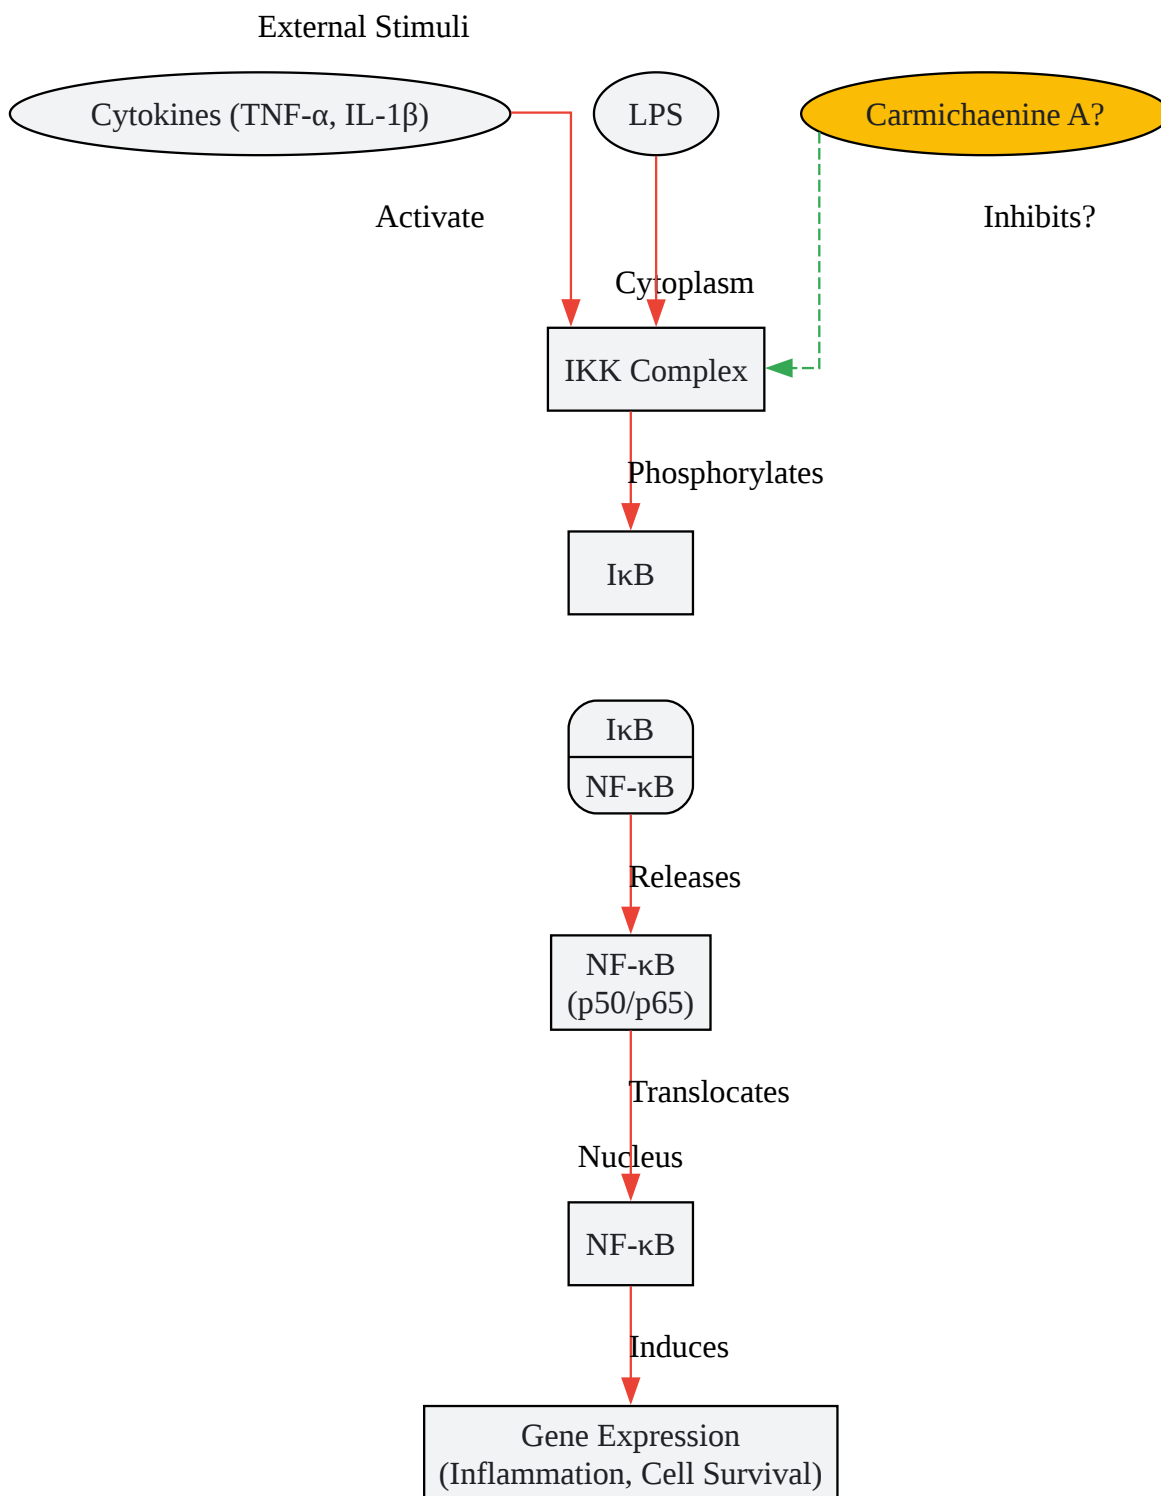 External Stimuli
Cytokines (TNF-α, IL-1β)
LPS
Carmichaenine A?
Activate
Inhibits?
Cytoplasm
IKK Complex
Phosphorylates
IκB
IκB
NF-κB
Releases
NF-κB
(p50/p65)
Translocates
Nucleus
NF-κB
Induces
Gene Expression
(Inflammation, Cell Survival)